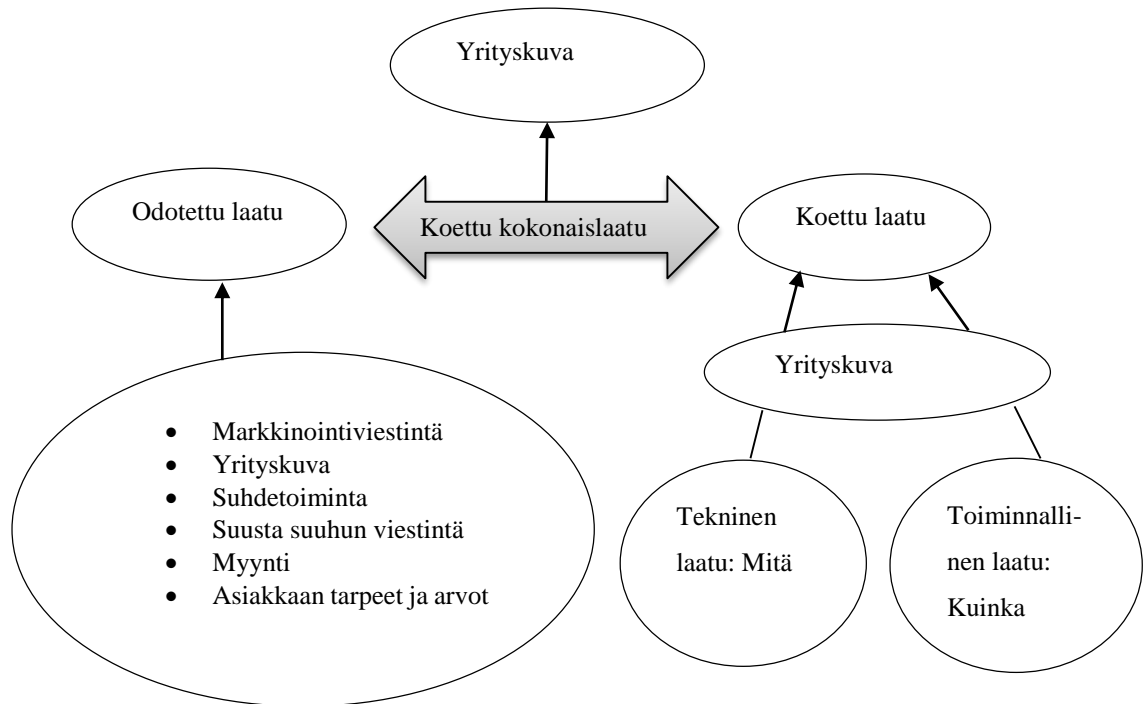 Yrityskuva
Odotettu laatu
Koettu kokonaislaatu
Koettu laatu
Yrityskuva
• Markkinointiviestintä
• Yrityskuva
• Suhdetoiminta
• Suusta suuhun viestintä
• Myynti
• Asiakkaan tarpeet ja arvot
Tekninen
laatu: Mitä
Toiminnalli-
nen laatu:
Kuinka